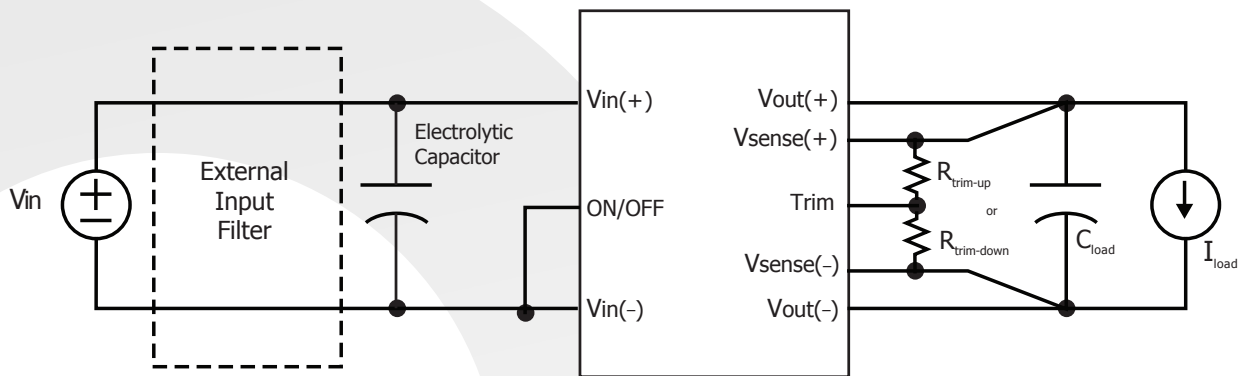 Vin
External
Input
Filter
Electrolytic
Capacitor
Vin(+)
ON/OFF
Vin(−)
Vout(+)
Vsense(+)
Trim
Vsense(−)
Vout(−)
Rtrim-up
or
Rtrim-down
Cload
Iload